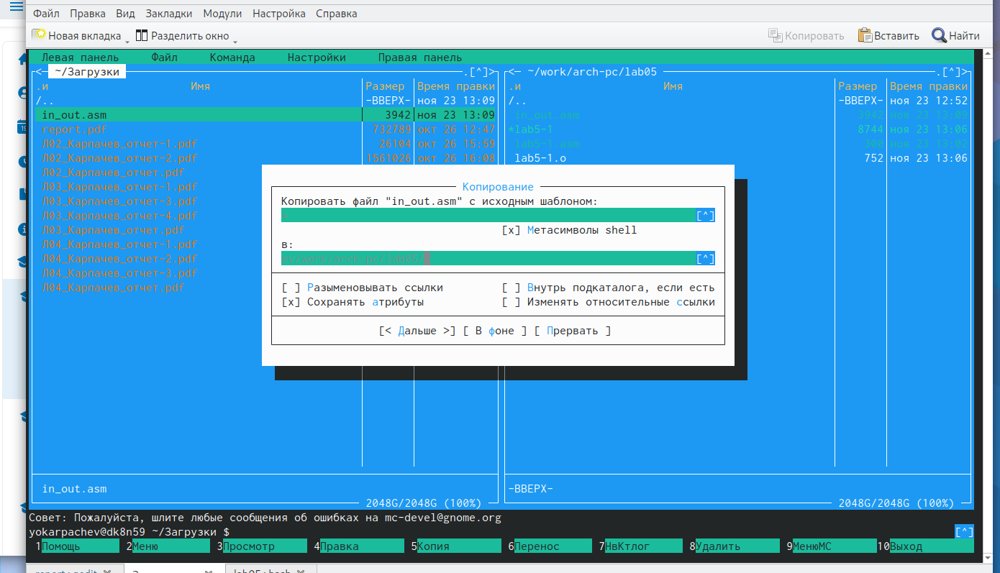 Файл Правка Вид Закладки Модули Настройка Справка
Новая вкладка Разделить окно Копировать Вставить Найти
Левая панель Файл Команда Настройки Правая панель
<─ ~/Загрузки .[^]> <─ ~/work/arch-pc/lab05 .[^]>
.и Имя Размер Время правки .и Имя Размер Время правки
/.. -ВВЕРХ- ноя 23 13:09 /.. -ВВЕРХ- ноя 23 12:52
in_out.asm 3942 ноя 23 13:09 in_out.asm 3942 ноя 23 13:09
report.pdf 732789 окт 26 12:47 *lab5-1 8744 ноя 23 13:06
Л02_Карпачев_отчет-1.pdf 26104 окт 26 15:59 lab5-1.asm 300 ноя 23 13:02
Л02_Карпачев_отчет-2.pdf 1561026 окт 26 16:08 lab5-1.o 752 ноя 23 13:06
Л02_Карпачев_отчет.pdf
Л03_Карпачев_отчет-1.pdf
Л03_Карпачев_отчет-3.pdf
Л03_Карпачев_отчет-4.pdf
Л03_Карпачев_отчет.pdf
Л04_Карпачев_отчет-1.pdf
Л04_Карпачев_отчет-2.pdf
Л04_Карпачев_отчет-3.pdf
Л04_Карпачев_отчет.pdf
Копирование
Копировать файл "in_out.asm" с исходным шаблоном:
* [^]
[x] Метасимволы shell
в:
ev/work/arch-pc/lab05/ [^]
[ ] Разыменовывать ссылки [ ] Внутрь подкаталога, если есть
[x] Сохранять атрибуты [ ] Изменять относительные ссылки
[< Дальше >] [ В фоне ] [ Прервать ]
in_out.asm -ВВЕРХ-
2048G/2048G (100%) 2048G/2048G (100%)
Совет: Пожалуйста, шлите любые сообщения об ошибках на mc-devel@gnome.org
yokarpachev@dk8n59 ~/Загрузки $ [^]
1Помощь 2Меню 3Просмотр 4Правка 5Копия 6Перенос 7НвКтлог 8Удалить 9МенюМС 10Выход